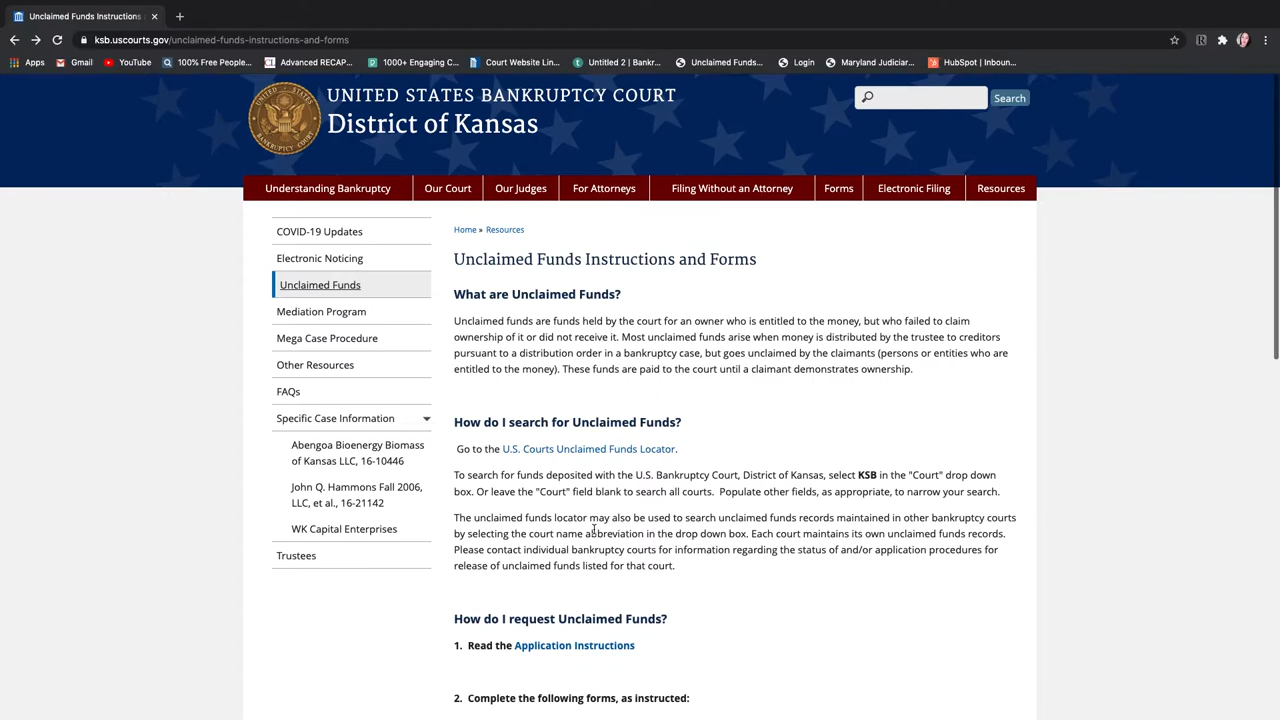 Unclaimed Funds Instructions
ksb.uscourts.gov/unclaimed-funds-instructions-and-forms
Apps
Gmail
YouTube
100% Free Personal...
Advanced RECAP...
1000+ Engaging C...
Court Website Lin...
Untitled 2 | Bankr...
Unclaimed Funds...
Login
Maryland Judiciar...
HubSpot | Inboun...
UNITED STATES BANKRUPTCY COURT
District of Kansas
Search
Understanding Bankruptcy
Our Court
Our Judges
For Attorneys
Filing Without an Attorney
Forms
Electronic Filing
Resources
COVID-19 Updates
Electronic Noticing
Unclaimed Funds
Mediation Program
Mega Case Procedure
Other Resources
FAQs
Specific Case Information
Abengoa Bioenergy Biomass
of Kansas LLC, 16-10446
John Q. Hammons Fall 2006,
LLC, et al., 16-21142
WK Capital Enterprises
Trustees
Home » Resources
Unclaimed Funds Instructions and Forms
What are Unclaimed Funds?
Unclaimed funds are funds held by the court for an owner who is entitled to the money, but who failed to claim
ownership of it or did not receive it. Most unclaimed funds arise when money is distributed by the trustee to creditors
pursuant to a distribution order in a bankruptcy case, but goes unclaimed by the claimants (persons or entities who are
entitled to the money). These funds are paid to the court until a claimant demonstrates ownership.
How do I search for Unclaimed Funds?
Go to the U.S. Courts Unclaimed Funds Locator.
To search for funds deposited with the U.S. Bankruptcy Court, District of Kansas, select KSB in the "Court" drop down
box. Or leave the "Court" field blank to search all courts. Populate other fields, as appropriate, to narrow your search.
The unclaimed funds locator may also be used to search unclaimed funds records maintained in other bankruptcy courts
by selecting the court name abbreviation in the drop down box. Each court maintains its own unclaimed funds records.
Please contact individual bankruptcy courts for information regarding the status of and/or application procedures for
release of unclaimed funds listed for that court.
How do I request Unclaimed Funds?
1. Read the Application Instructions
2. Complete the following forms, as instructed: